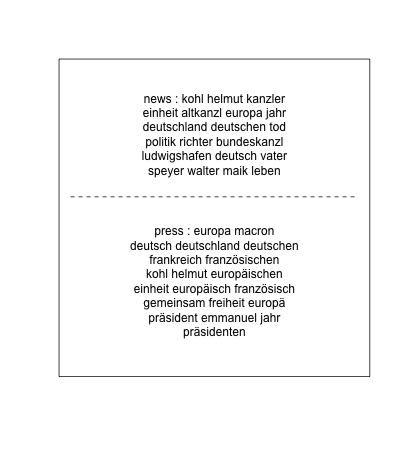 news : kohl helmut kanzler
einheit altkanzl europa jahr
deutschland deutschen tod
politik richter bundeskanzl
ludwigshafen deutsch vater
speyer walter maik leben
press : europa macron
deutsch deutschland deutschen
frankreich französischen
kohl helmut europäischen
einheit europäisch französisch
gemeinsam freiheit europä
präsident emmanuel jahr
präsidenten